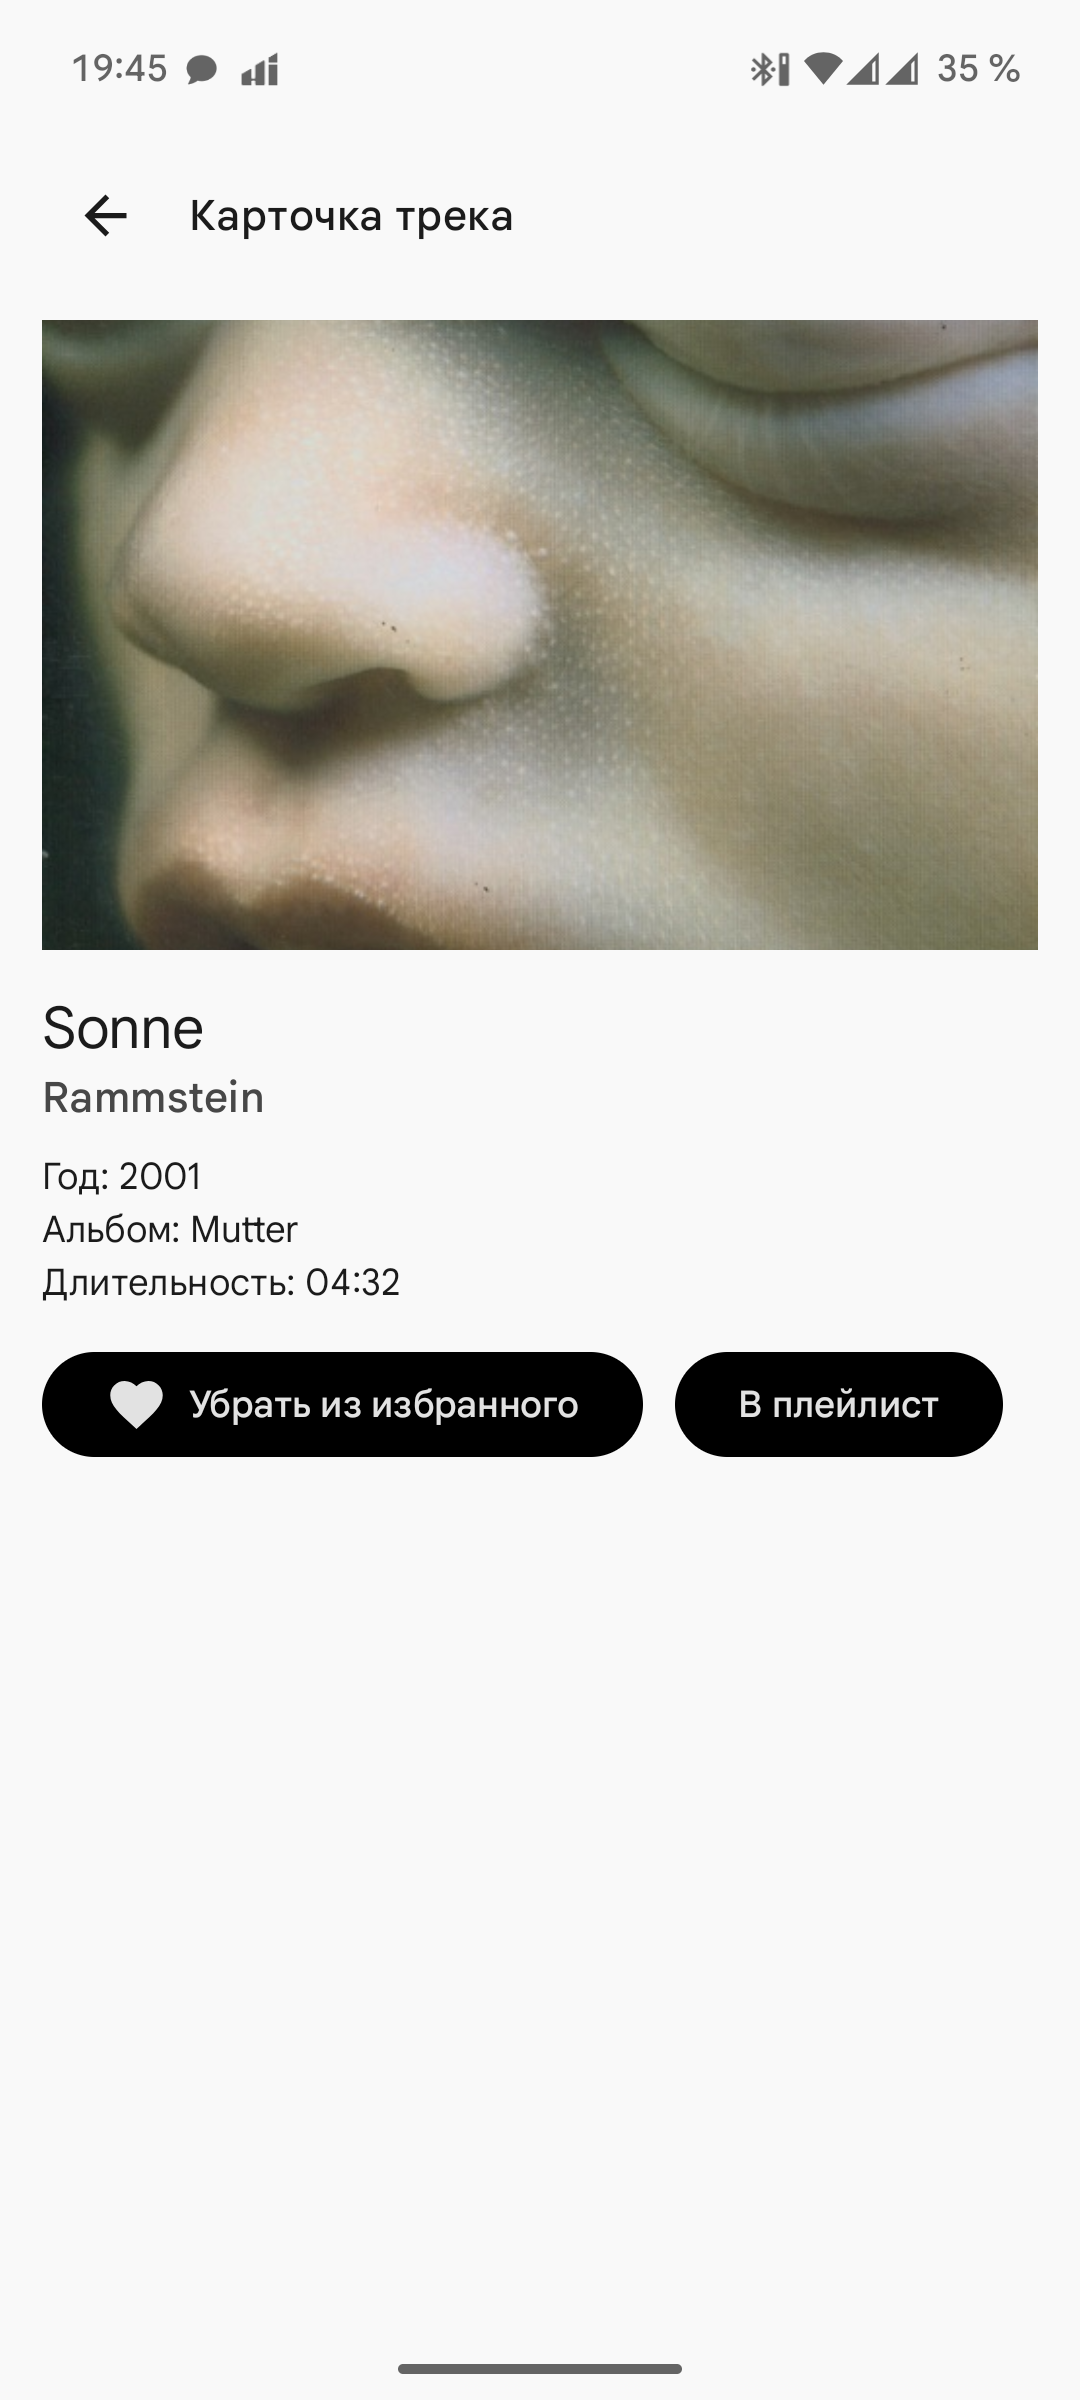 19:45
35 %
Карточка трека
Sonne
Rammstein
Год: 2001
Альбом: Mutter
Длительность: 04:32
Убрать из избранного
В плейлист